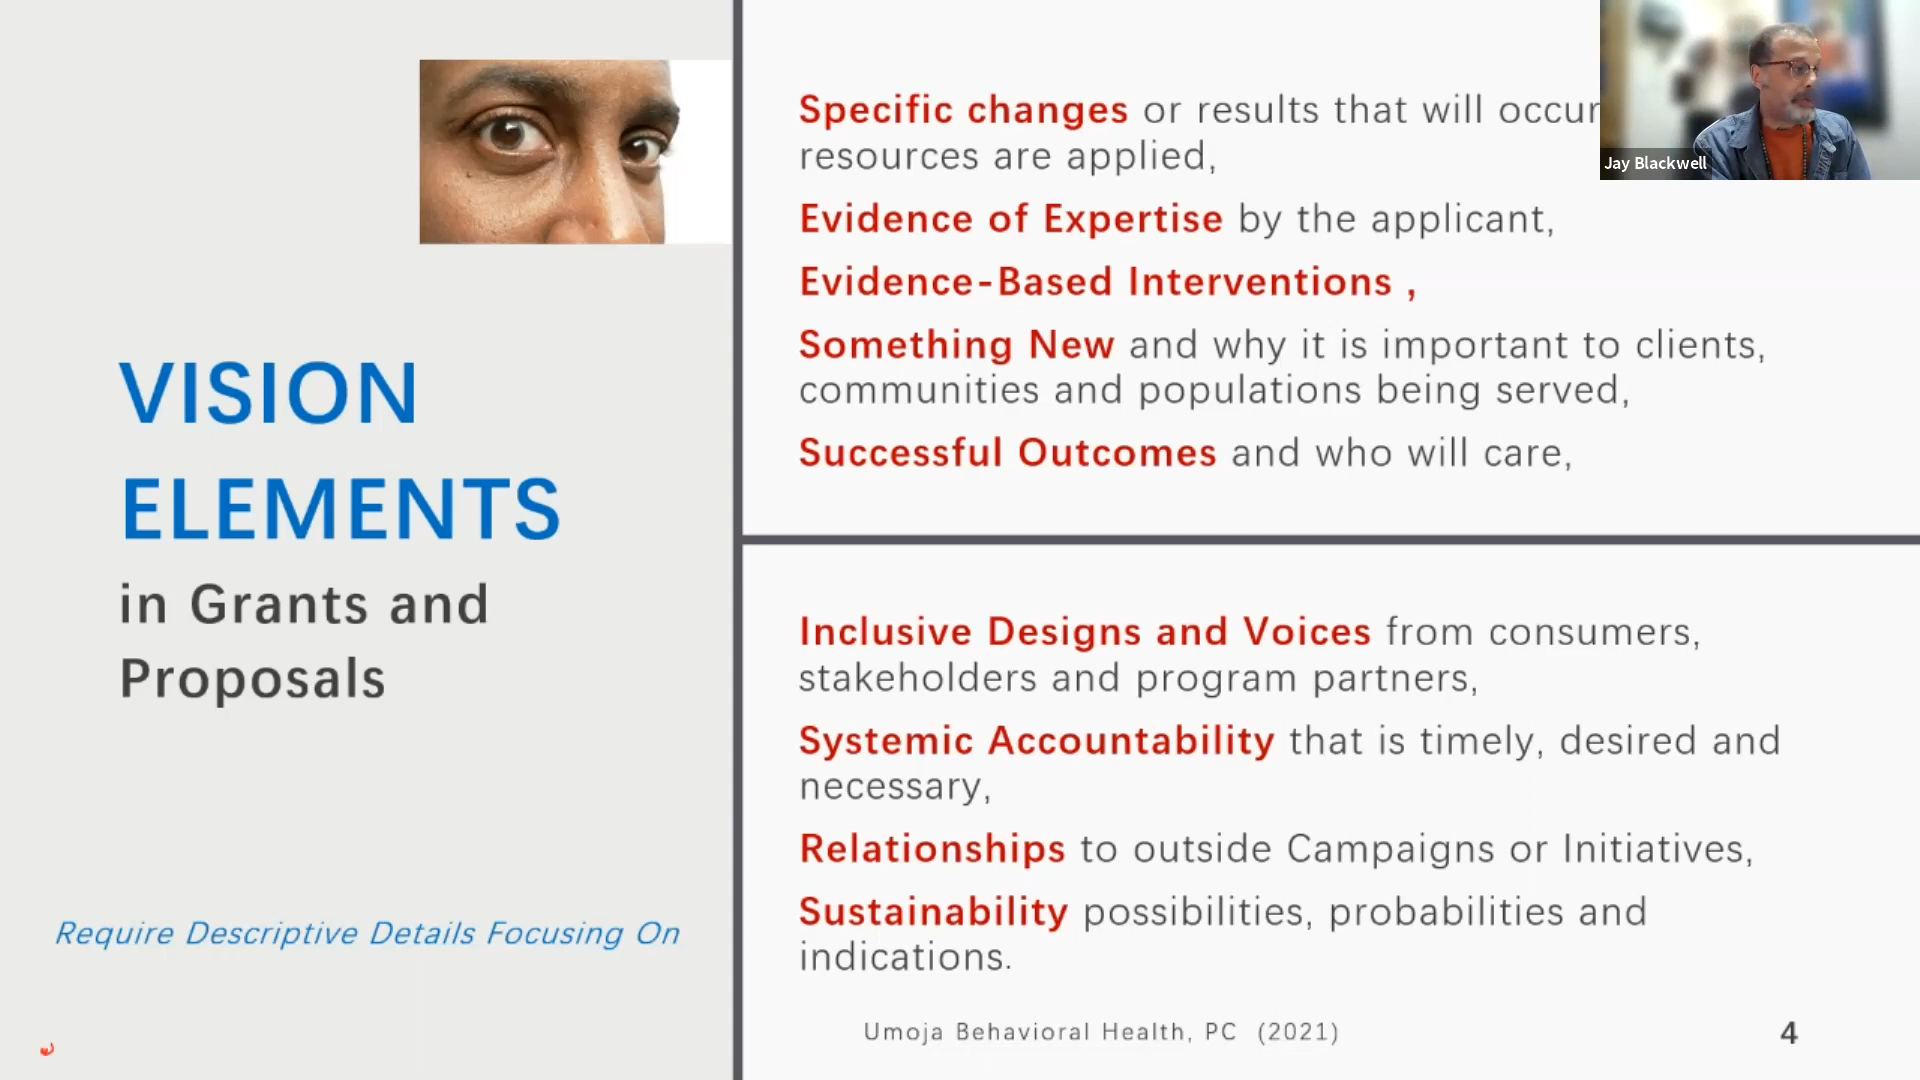 VISION
ELEMENTS
in Grants and
Proposals
Require Descriptive Details Focusing On
Specific changes or results that will occur
resources are applied,
Evidence of Expertise by the applicant,
Evidence-Based Interventions ,
Something New and why it is important to clients,
communities and populations being served,
Successful Outcomes and who will care,
Inclusive Designs and Voices from consumers,
stakeholders and program partners,
Systemic Accountability that is timely, desired and
necessary,
Relationships to outside Campaigns or Initiatives,
Sustainability possibilities, probabilities and
indications.
Umoja Behavioral Health, PC (2021)
4
Jay Blackwell